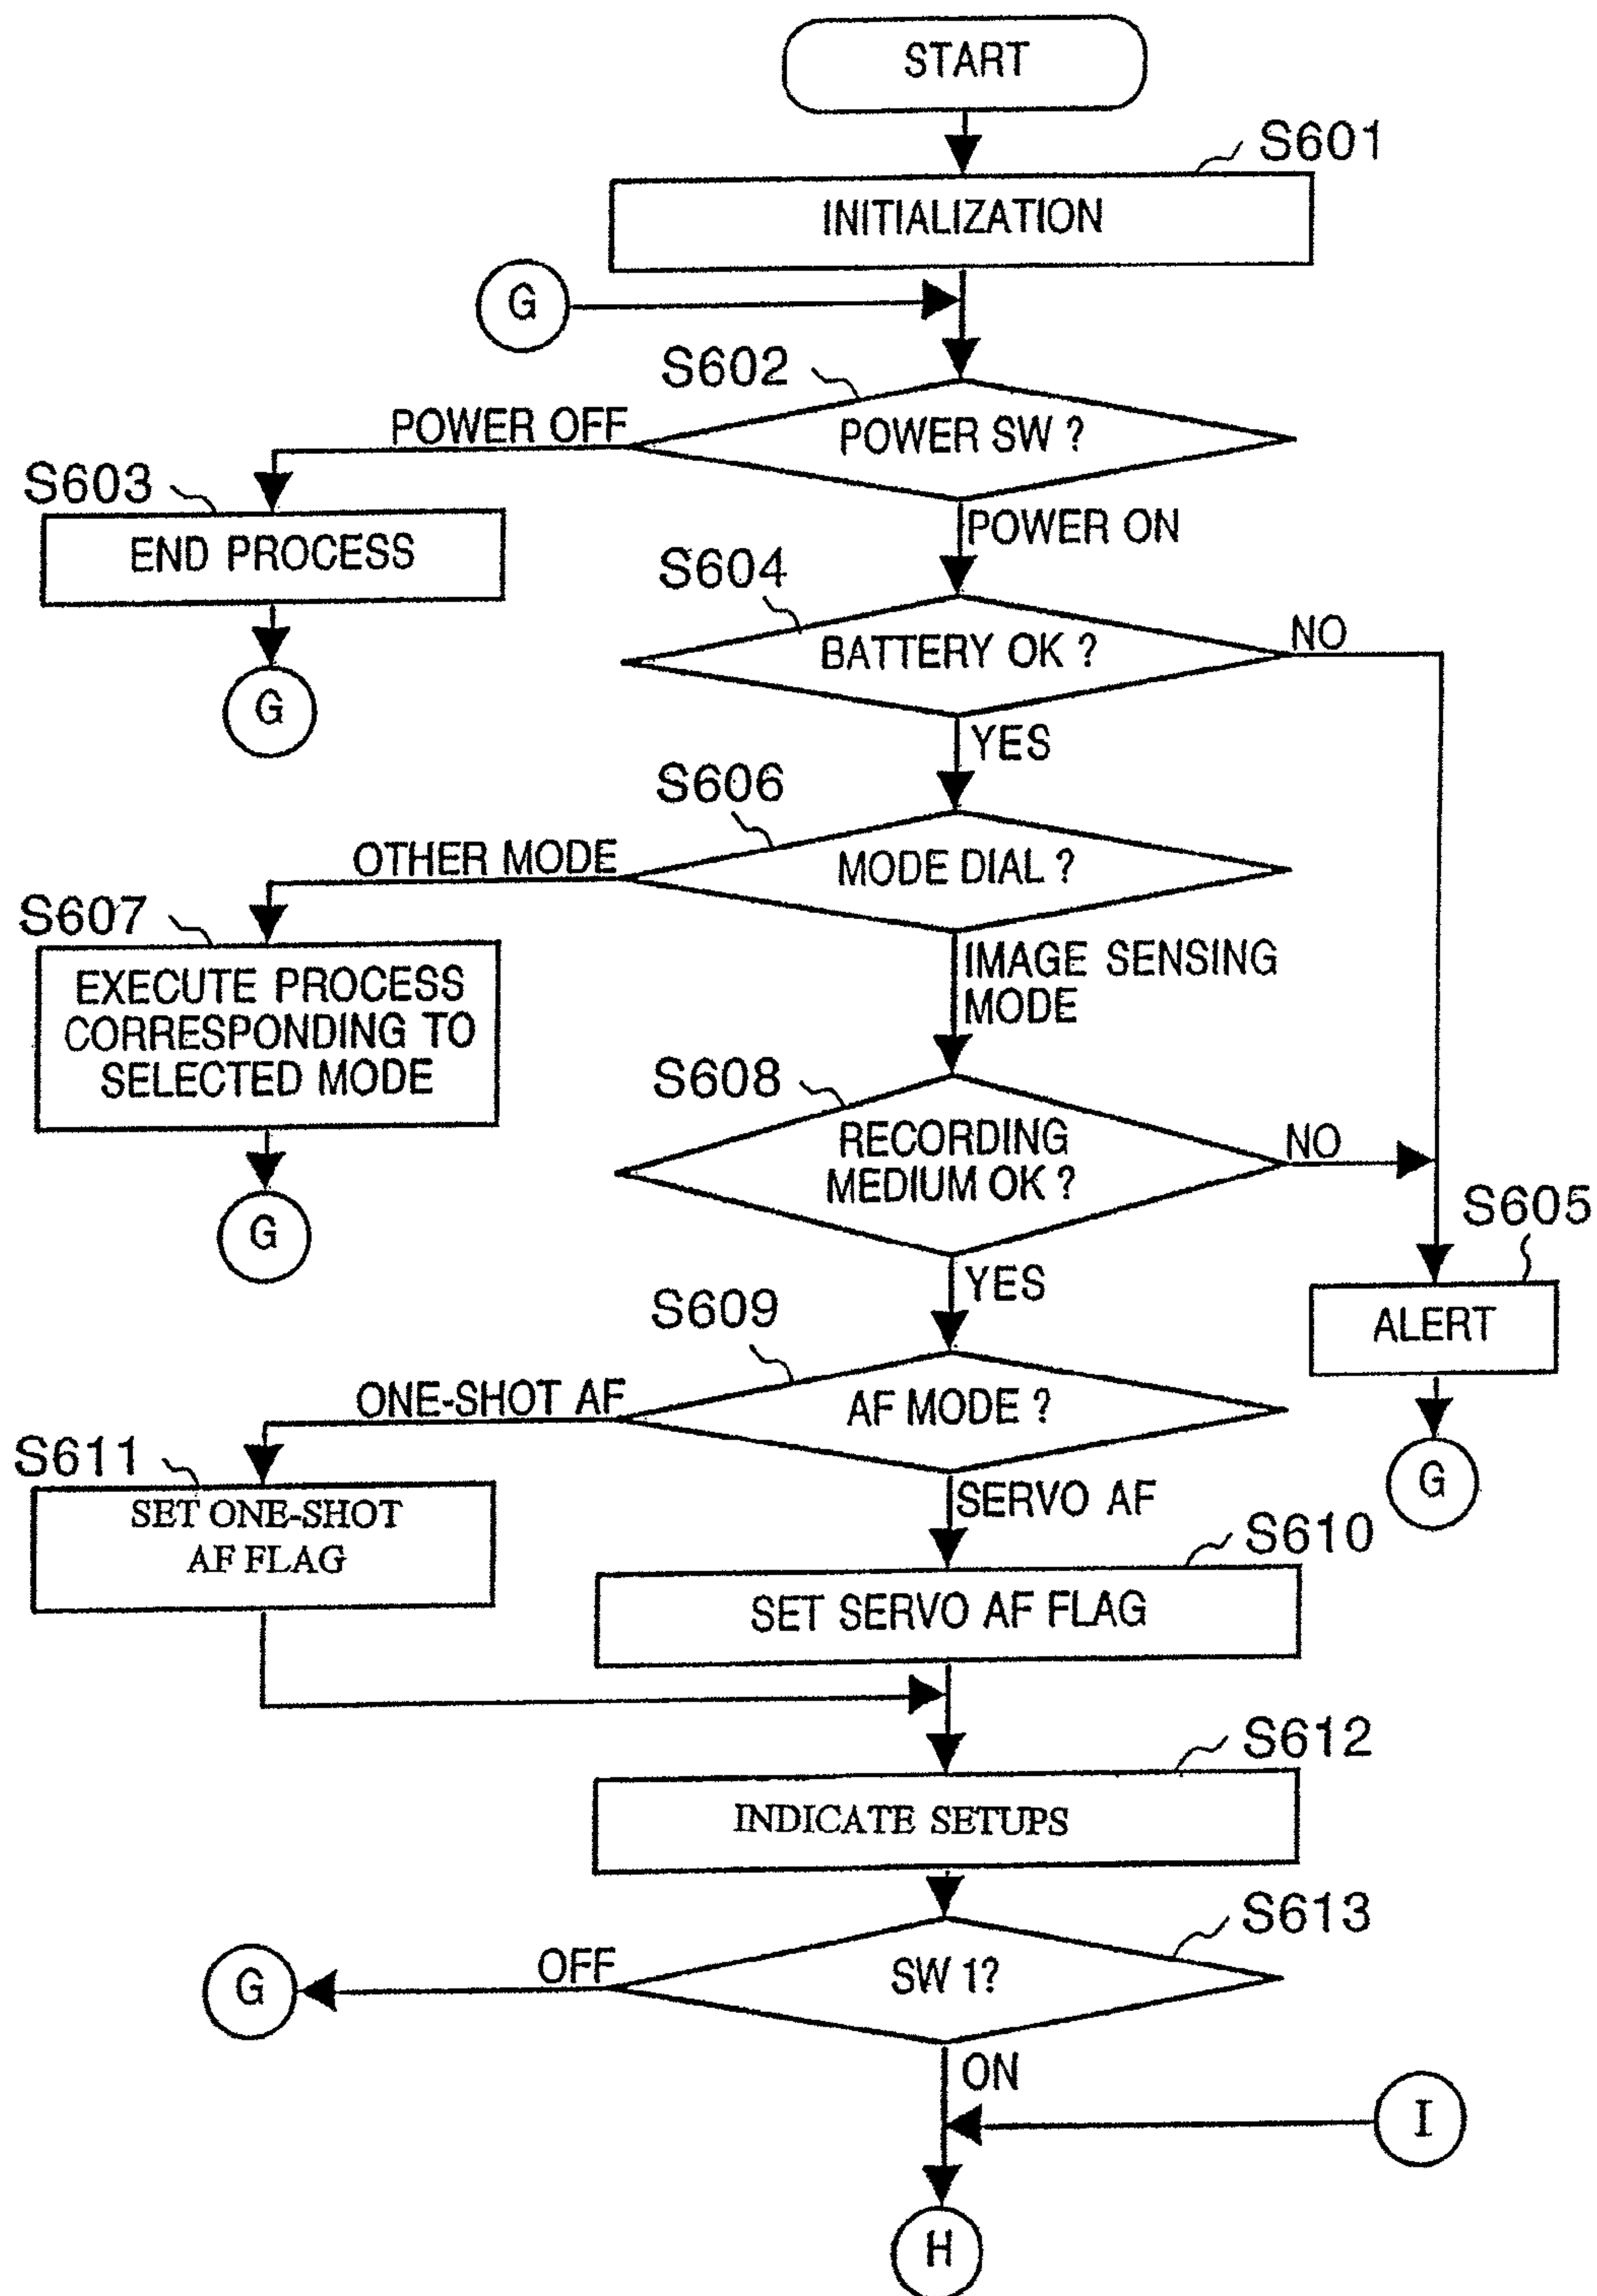 START
S601
INITIALIZATION
G
S602
POWER OFF
POWER SW ?
S603
END PROCESS
POWER ON
G
S604
BATTERY OK ?
NO
YES
S606
OTHER MODE
MODE DIAL ?
S607
EXECUTE PROCESS
CORRESPONDING TO
SELECTED MODE
IMAGE SENSING
MODE
G
S608
RECORDING
MEDIUM OK ?
NO
S605
YES
ALERT
G
S609
ONE-SHOT AF
AF MODE ?
S611
SET ONE-SHOT
AF FLAG
SERVO AF
S610
SET SERVO AF FLAG
S612
INDICATE SETUPS
S613
G
OFF
SW 1?
ON
I
H